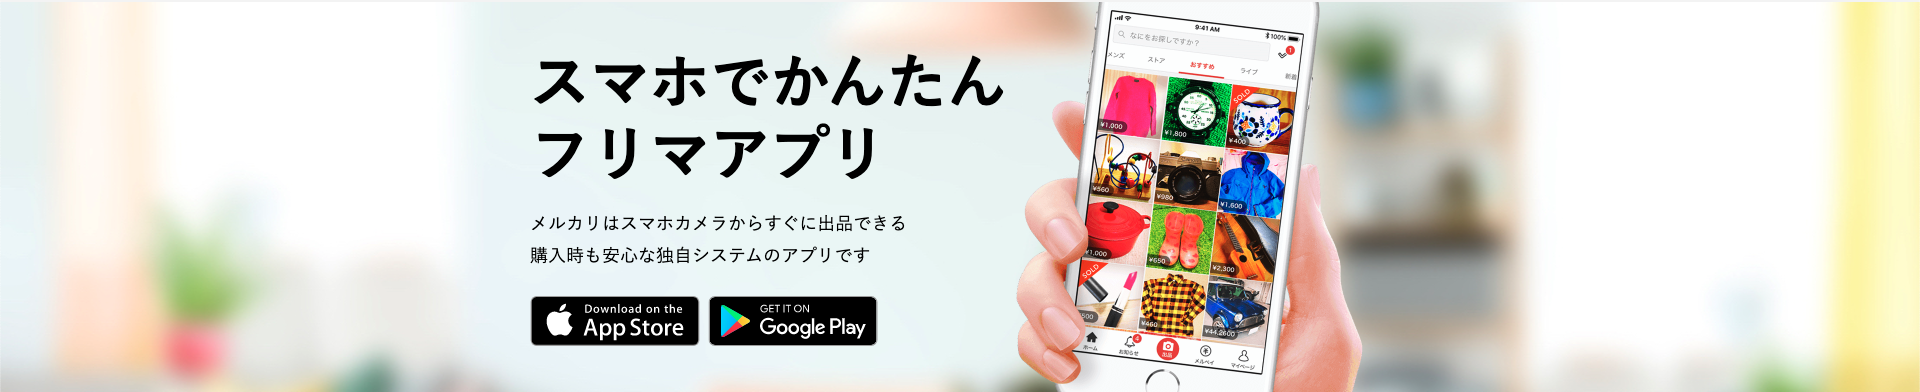 スマホでかんたん
フリマアプリ
メルカリはスマホカメラからすぐに出品できる
購入時も安心な独自システムのアプリです
Download on the
App Store
GET IT ON
Google Play
9:41 AM
100%
なにをお探しですか？
1
メンズ
ストア
おすすめ
ライブ
新着
¥1,000
¥1,800
SOLD
¥400
¥560
¥980
¥1,600
¥1,000
¥650
¥2,300
SOLD
500
¥460
4
ホーム
お知らせ
出品
メルペイ
マイページ